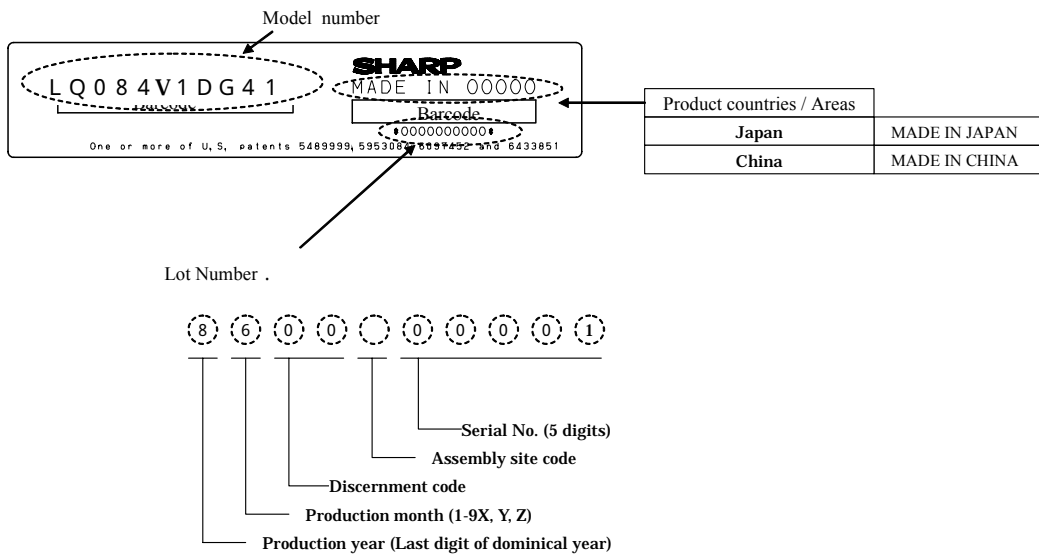 Model number
SHARP
LQ084V1DG41
MADE IN OOOOO
Barcode
*0000000000*
One or more of U,S, patents 5489999, and 6433851
Product countries / Areas
Japan MADE IN JAPAN
China MADE IN CHINA
Lot Number .
8 6 0 0 0 0 0 0 1
Serial No. (5 digits)
Assembly site code
Discernment code
Production month (1-9X, Y, Z)
Production year (Last digit of dominical year)